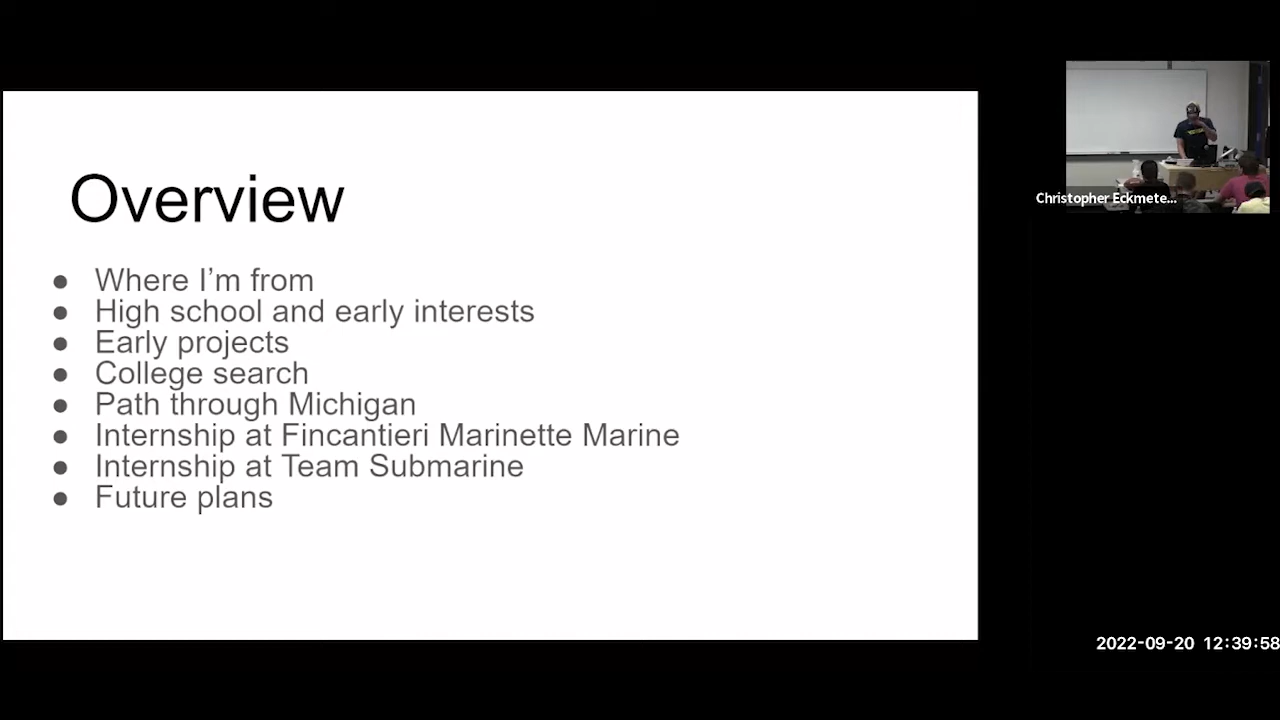 Overview
● Where I’m from
● High school and early interests
● Early projects
● College search
● Path through Michigan
● Internship at Fincantieri Marinette Marine
● Internship at Team Submarine
● Future plans
Christopher Eckmete...
2022-09-20 12:39:58